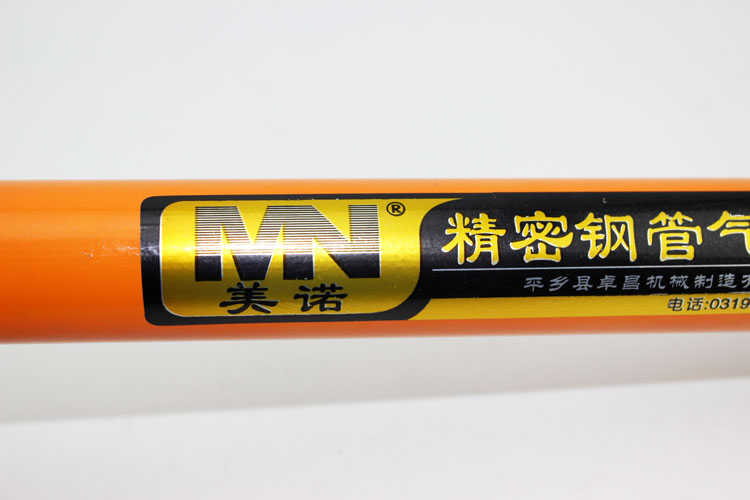 MN®
美诺
精密钢管气
平乡县卓昌机械制造
电话:0319